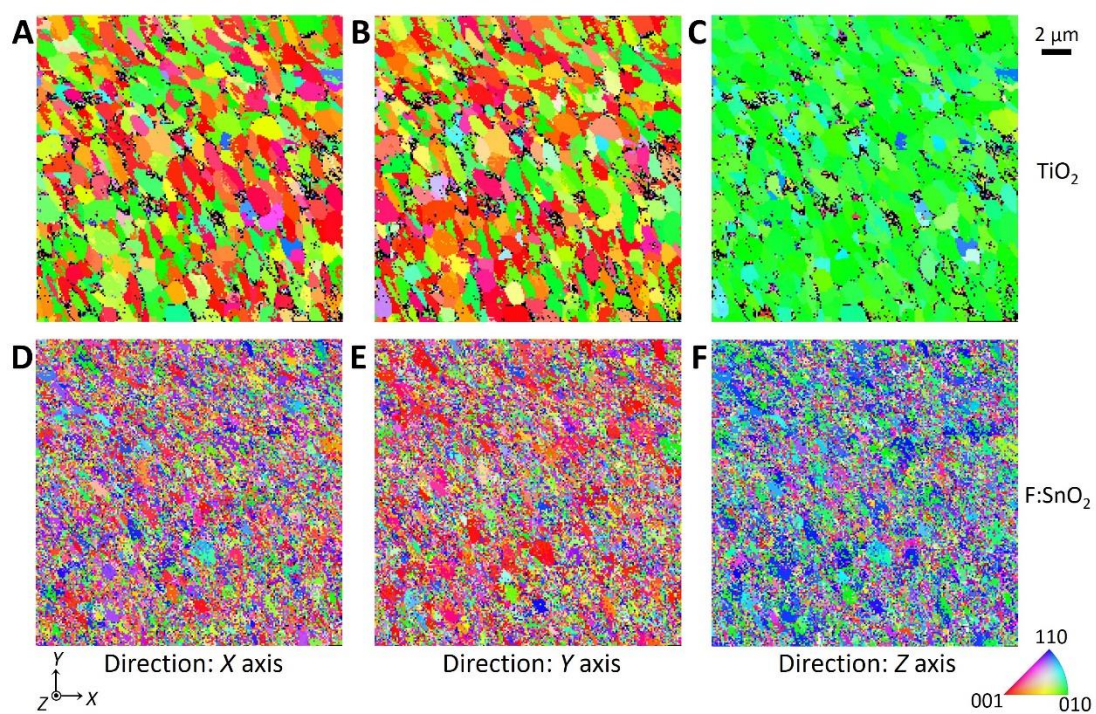 A
B
C
2 μm
TiO2
D
E
F
F:SnO2
Y
Z
X
Direction: X axis
Direction: Y axis
Direction: Z axis
110
001
010